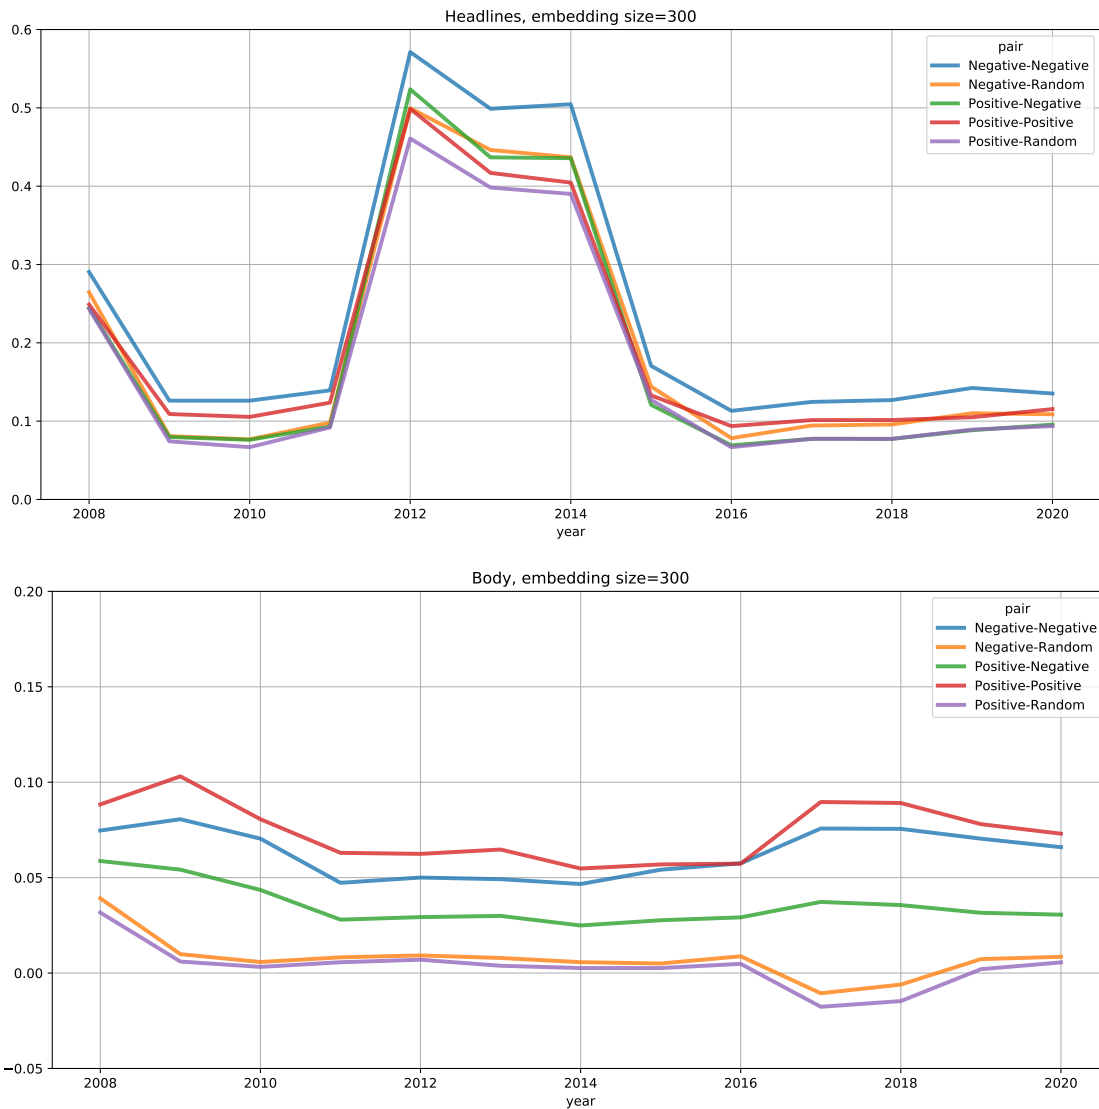 Headlines, embedding size=300
0.6
0.5
0.4
0.3
0.2
0.1
0.0
pair
Negative-Negative
Negative-Random
Positive-Negative
Positive-Positive
Positive-Random
2008 2010 2012 2014 2016 2018 2020
year
Body, embedding size=300
0.20
0.15
0.10
0.05
0.00
−0.05
pair
Negative-Negative
Negative-Random
Positive-Negative
Positive-Positive
Positive-Random
2008 2010 2012 2014 2016 2018 2020
year